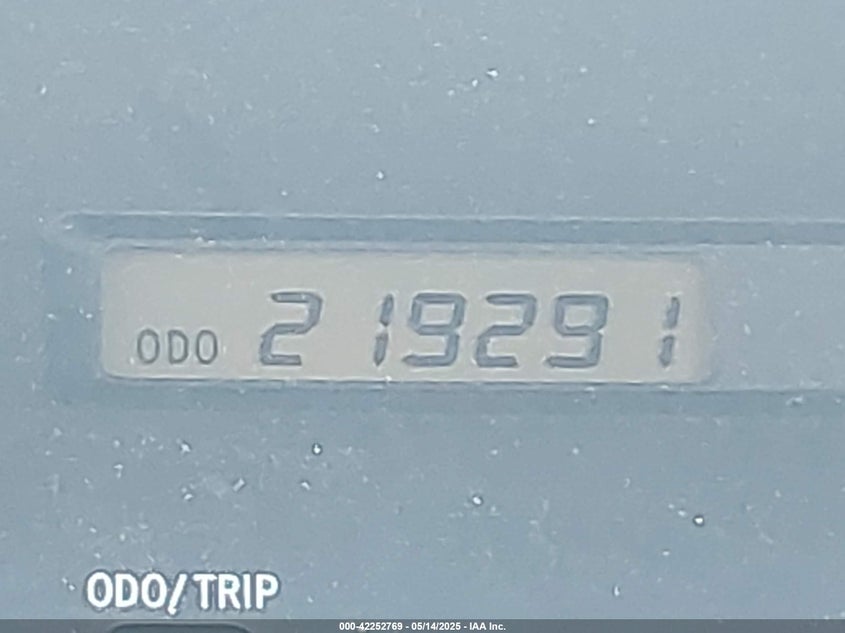 ODO 219291
ODO/TRIP
000-42252769 - 05/14/2025 - IAA Inc.